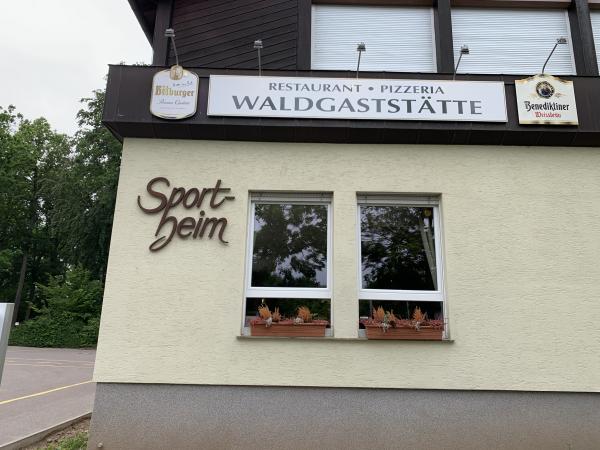 Bitburger
RESTAURANT • PIZZERIA
WALDGASTSTÄTTE
Benediktiner
Weissbräu
Sport-
heim